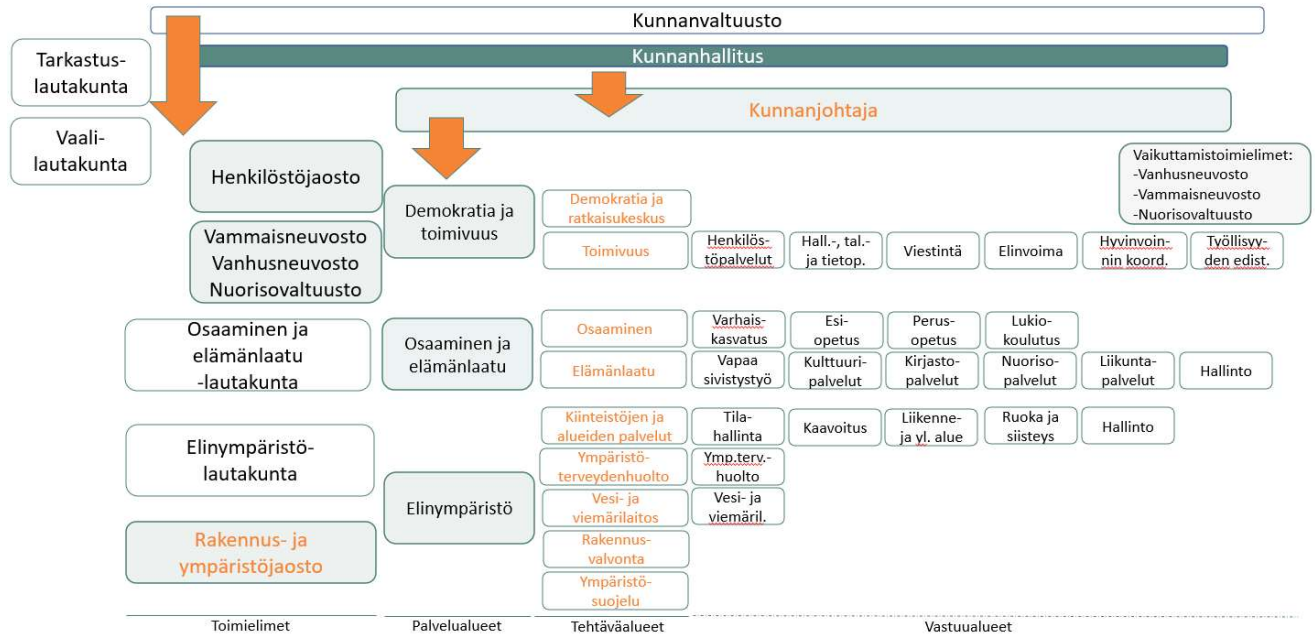 Kunnanvaltuusto
Tarkastus-
lautakunta
Kunnanhallitus
Kunnanjohtaja
Vaali-
lautakunta
Henkilöstöjaosto
Vaikuttamistoimielimet:
-Vanhusneuvosto
-Vammaisneuvosto
-Nuorisovaltuusto
Vammaisneuvosto
Vanhusneuvosto
Nuorisovaltuusto
Demokratia ja
toimivuus
Demokratia ja
ratkaisukeskus
Toimivuus
Henkilös-
töpalvelut
Hall.-, tal.-
ja tietop.
Viestintä
Elinvoima
Hyvinvoin-
nin koord.
Työllisyy-
den edist.
Osaaminen ja
elämänlaatu
-lautakunta
Osaaminen ja
elämänlaatu
Osaaminen
Varhais-
kasvatus
Esi-
opetus
Perus-
opetus
Lukio-
koulutus
Elämänlaatu
Vapaa
sivistystyö
Kulttuuri-
palvelut
Kirjasto-
palvelut
Nuoriso-
palvelut
Liikunta-
palvelut
Hallinto
Elinympäristö-
lautakunta
Rakennus- ja
ympäristöjaosto
Elinympäristö
Kiinteistöjen ja
alueiden palvelut
Tila-
hallinta
Kaavoitus
Liikenne-
ja yl. alue
Ruoka ja
siisteys
Hallinto
Ympäristö-
terveydenhuolto
Ymp.terv.-
huolto
Vesi- ja
viemärilaitos
Vesi- ja
viemäril.
Rakennus-
valvonta
Ympäristö-
suojelu
Toimielimet
Palvelualueet
Tehtäväalueet
Vastuualueet